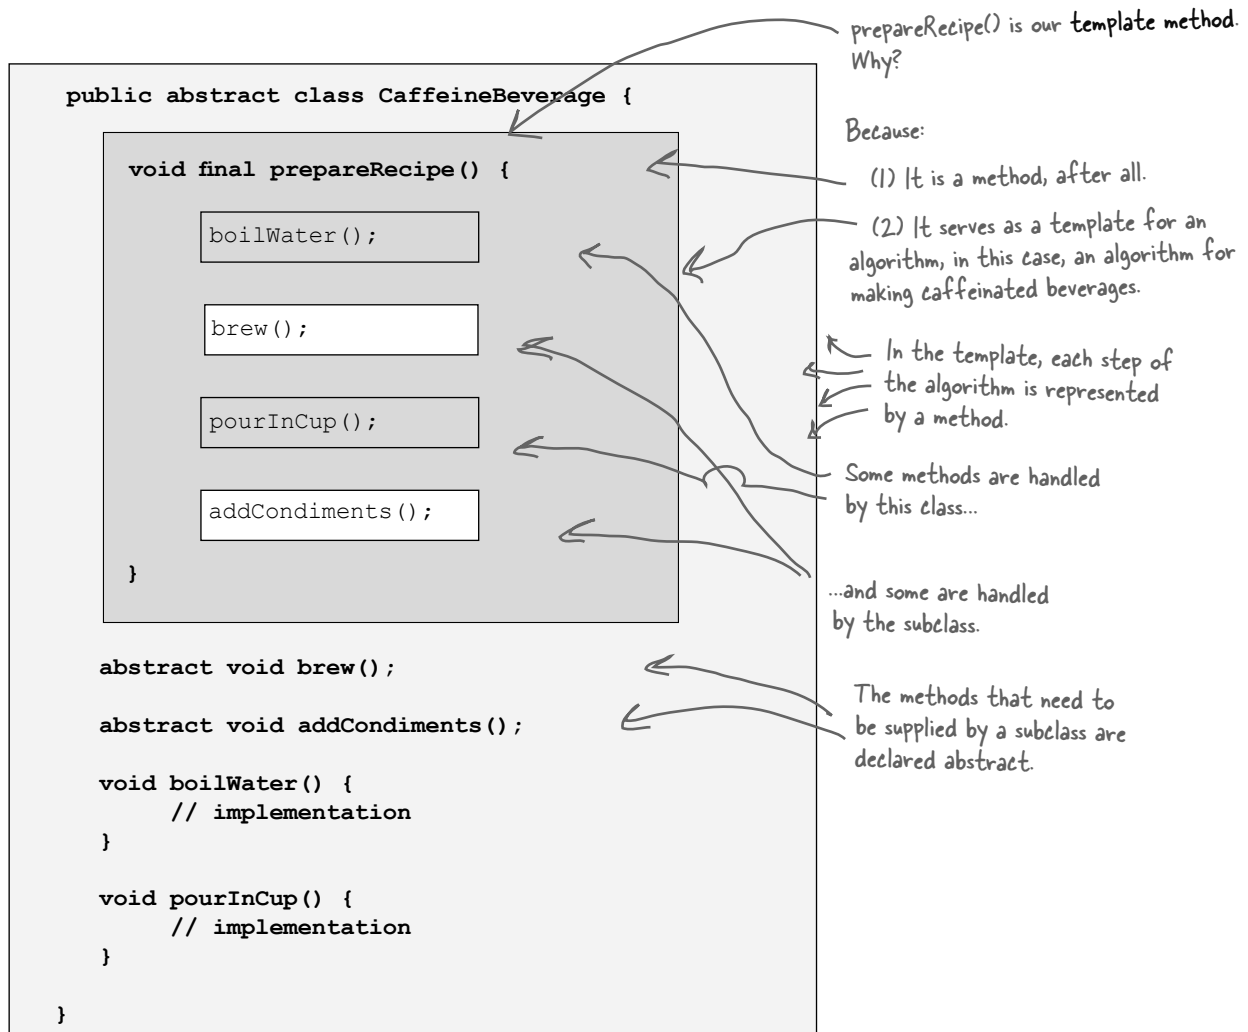 prepareRecipe() is our template method.
Why?
public abstract class CaffeineBeverage {
Because:
void final prepareRecipe() {
(1) It is a method, after all.
boilWater();
(2) It serves as a template for an
algorithm, in this case, an algorithm for
making caffeinated beverages.
brew();
In the template, each step of
the algorithm is represented
by a method.
pourInCup();
Some methods are handled
by this class...
addCondiments();
}
...and some are handled
by the subclass.
abstract void brew();
The methods that need to
be supplied by a subclass are
declared abstract.
abstract void addCondiments();
void boilWater() {
// implementation
}
void pourInCup() {
// implementation
}
}